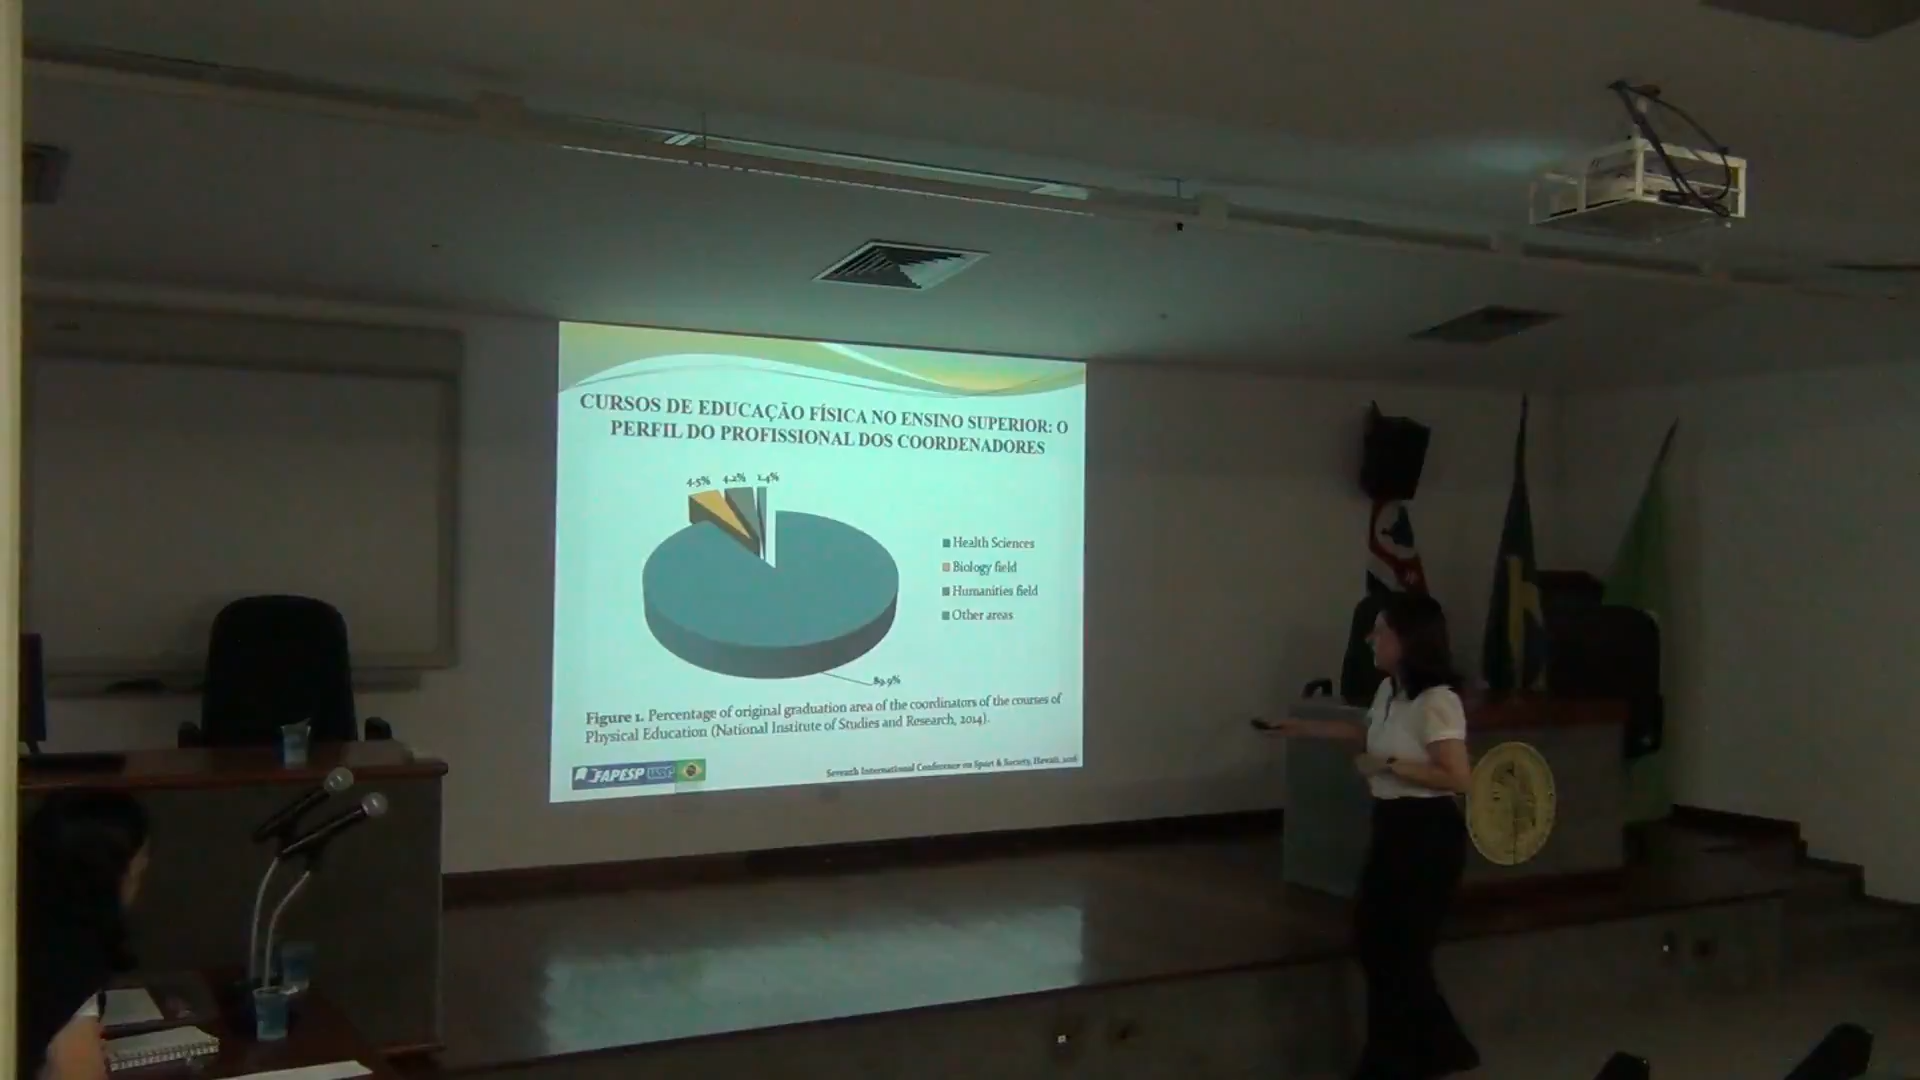 CURSOS DE EDUCAÇÃO FÍSICA NO ENSINO SUPERIOR: O
PERFIL DO PROFISSIONAL DOS COORDENADORES
4.5% 4.2% 1.4%
Health Sciences
Biology field
Humanities field
Other areas
89.9%
Figure 1. Percentage of original graduation area of the coordinators of the courses of
Physical Education (National Institute of Studies and Research, 2014).
FAPESP
Seventh International Conference on Sport & Society, Hawaii, 2016